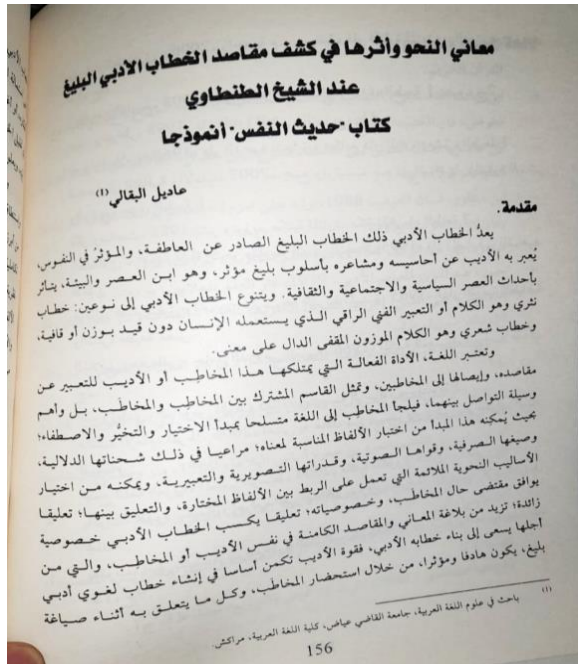 معاني النحو وأثرها في كشف مقاصد الخطاب الأدبي البليغ
عند الشيخ الطنطاوي
كتاب "حديث النفس" أنموذجا
عاديل البقالي (1)
مقدمة.
يعدُّ الخطاب الأدبي ذلك الخطاب البليغ الصادر عن العاطفة، والمؤثرُ في النفوس،
يُعبر به الأديب عن أحاسيسه ومشاعره بأسلوب بليغ مؤثر، وهو ابن العصر والبيئة، يتأثر
بأحداث العصر السياسية والاجتماعية والثقافية. ويتنوع الخطاب الأدبي إلى نوعين: خطاب
نثري وهو الكلام أو التعبير الفني الراقي الذي يستعمله الإنسان دون قيد بوزن أو قافية،
وخطاب شعري وهو الكلام الموزون المقفى الدال على معنى.
وتعتبر اللغة، الأداة الفعالة التي يمتلكها هذا المخاطِب أو الأديب للتعبير عن
مقاصده، وإيصالها إلى المخاطبين، وتمثل القاسم المشترك بين المخاطِب والمخاطَب، بل وأهم
وسيلة التواصل بينهما، فيلجأ المخاطِب إلى اللغة متسلحا بمبدأ الاختيار والتخيُّر والاصطفاء؛
بحيث يُمكنه هذا المبدأ من اختيار الألفاظ المناسبة لمعناه؛ مراعيا في ذلك شحناتها الدلالية،
وصيغها الصرفية، وقواها الصوتية، وقدراتها التصويرية والتعبيرية، ويمكنه من اختيار
الأساليب النحوية الملائمة التي تعمل على الربط بين الألفاظ المختارة، والتعليق بينها؛ تعليقا
يوافق مقتضى حال المخاطَب، وخصوصياته؛ تعليقا يكسب الخطاب الأدبي خصوصية
زائدة؛ تزيد من بلاغة المعاني والمقاصد الكامنة في نفس الأديب أو المخاطِب، والتي من
أجلها يسعى إلى بناء خطابه الأدبي، فقوة الأديب تكمن أساسا في إنشاء خطاب لغوي أدبي
بليغ، يكون هادفا ومؤثرا، من خلال استحضار المخاطَب، وكل ما يتعلق به أثناء صياغة
(1) باحث في علوم اللغة العربية، جامعة القاضي عياض، كلية اللغة العربية، مراكش.
156